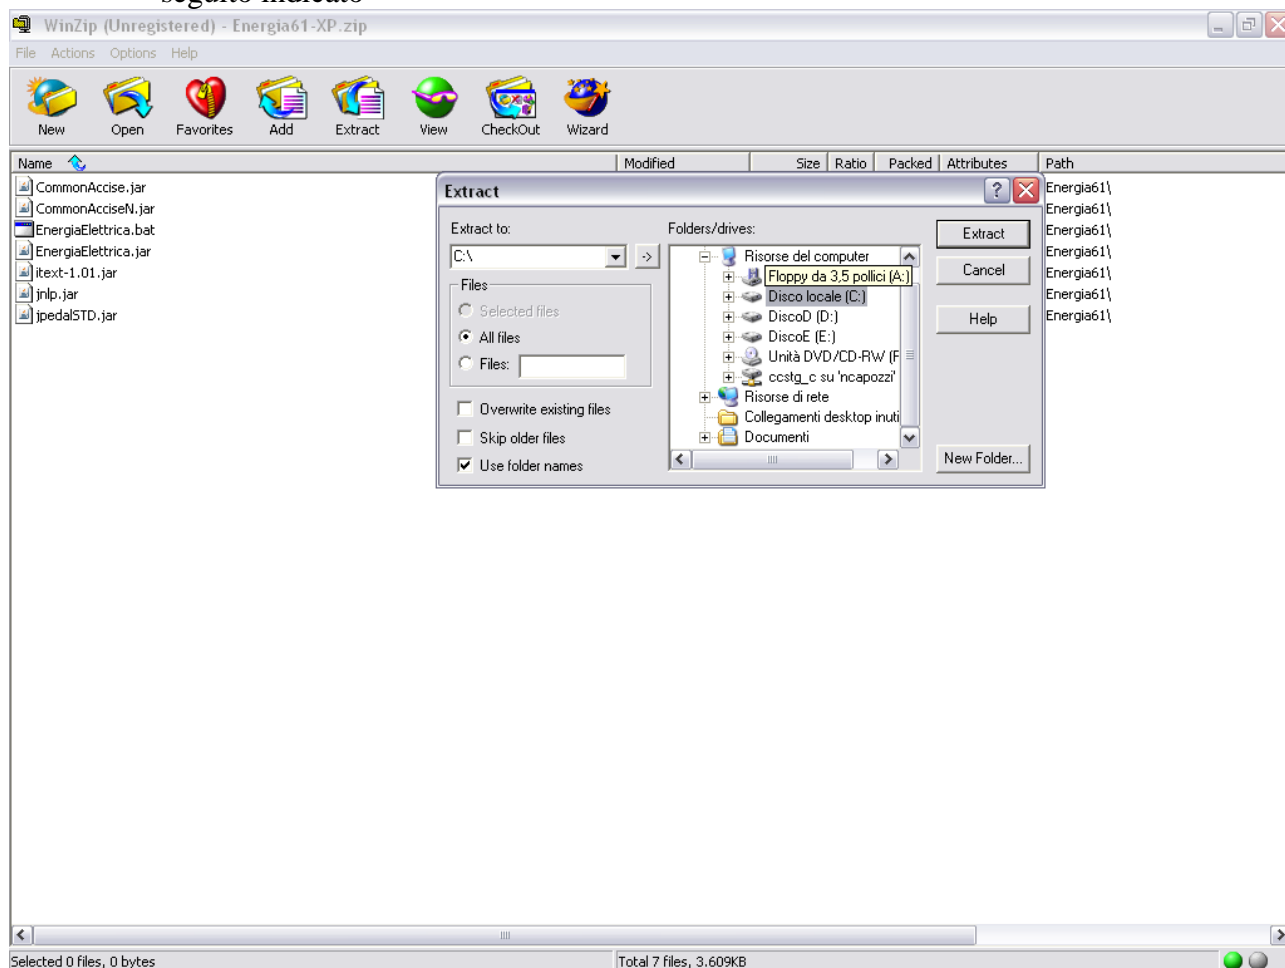 seguito indicato
WinZip (Unregistered) - Energia61-XP.zip
File Actions Options Help
New Open Favorites Add Extract View CheckOut Wizard
Name Modified Size Ratio Packed Attributes Path
CommonAccise.jar Energia61\
CommonAcciseN.jar Energia61\
EnergiaElettrica.bat Energia61\
EnergiaElettrica.jar Energia61\
itext-1.01.jar Energia61\
jnlp.jar Energia61\
jpedalSTD.jar Energia61\
Extract
Extract to:
C:\
->
Files
Selected files
All files
Files:
Overwrite existing files
Skip older files
Use folder names
Folders/drives:
Risorse del computer
Floppy da 3,5 pollici (A:)
Disco locale (C:)
DiscoD (D:)
DiscoE (E:)
Unità DVD/CD-RW (F
ccstg_c su 'ncapozzi'
Risorse di rete
Collegamenti desktop inuti
Documenti
Extract
Cancel
Help
New Folder...
Selected 0 files, 0 bytes
Total 7 files, 3.609KB